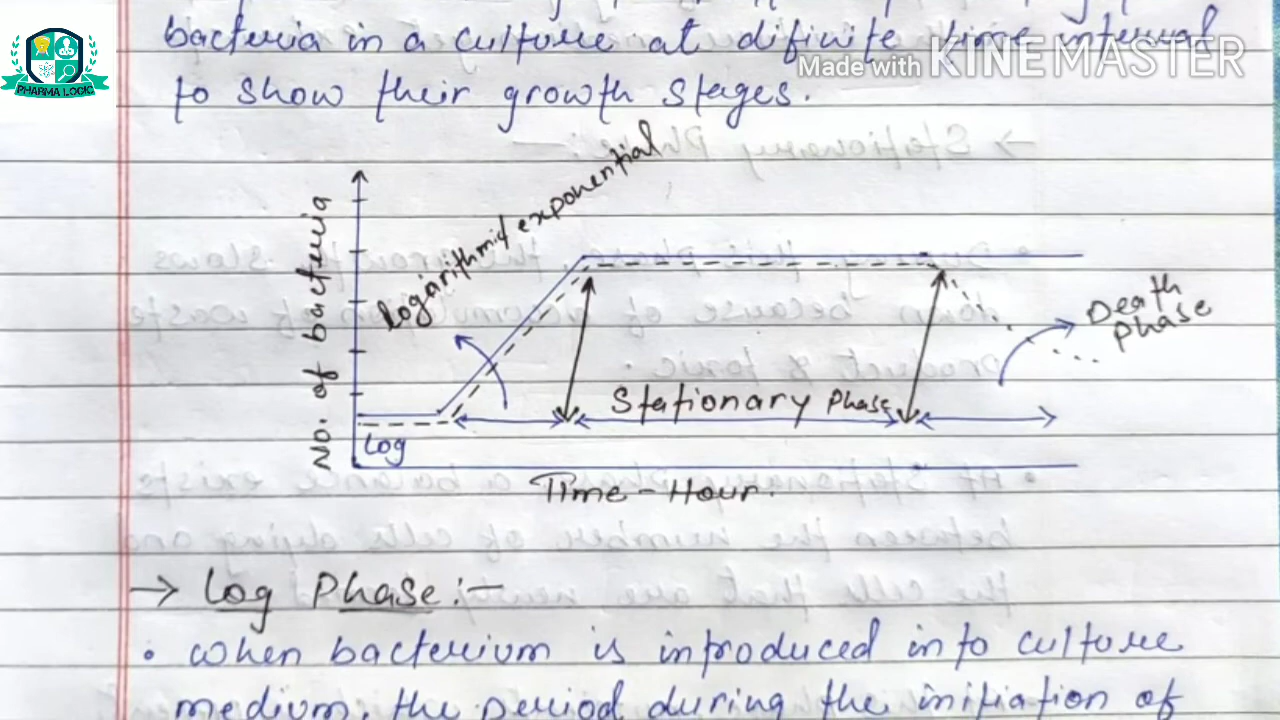 bacteria in a culture at difinite time interval
Made with KINEMASTER
to show their growth stages.
PHARMA LOGIC
logarithmic/ exponential
No. of bacteria
Death
Phase
Stationary Phase
Log
Time - Hour.
→ Log Phase :-
• when bacterium is introduced in to culture
medium, the period during the initiation of